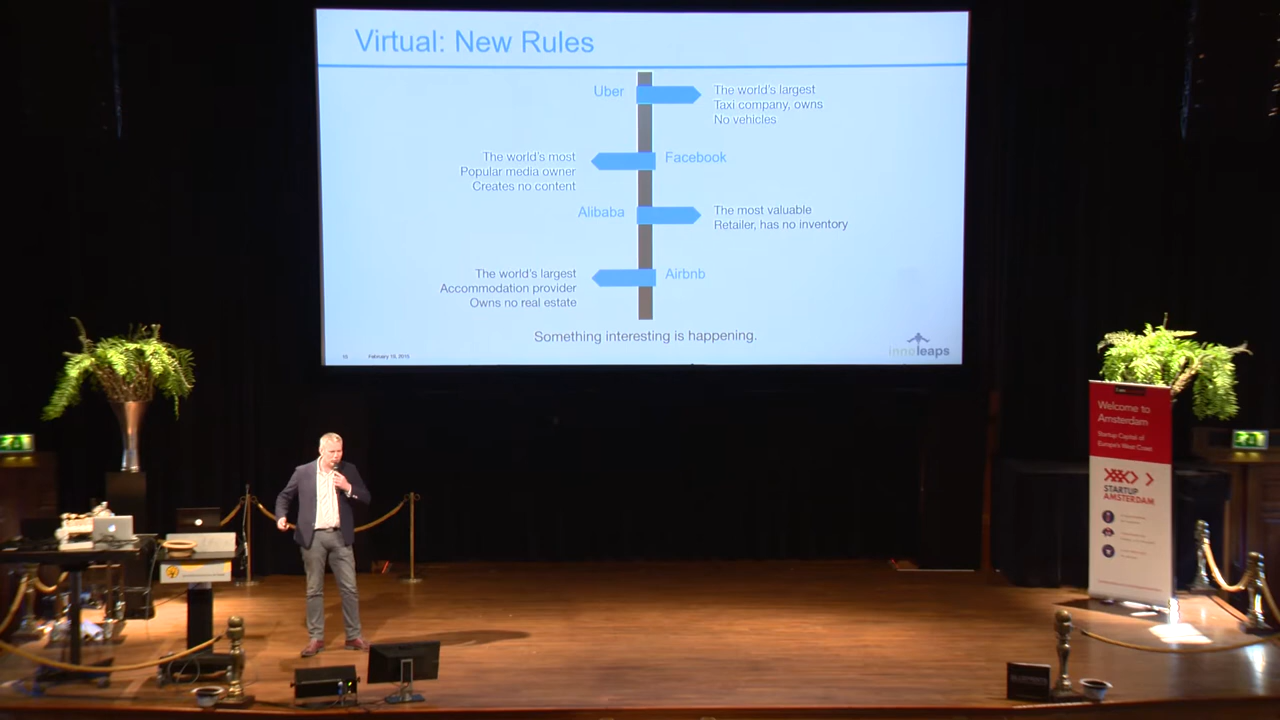 Virtual: New Rules
Uber
The world's largest
Taxi company, owns
No vehicles
The world's most
Popular media owner
Creates no content
Facebook
Alibaba
The most valuable
Retailer, has no inventory
The world's largest
Accommodation provider
Owns no real estate
Airbnb
Something interesting is happening.
10
February 10, 2015
innoleaps
Welcome to
Amsterdam
Startup Capital of
Europe's West Coast
STARTUP
AMSTERDAM